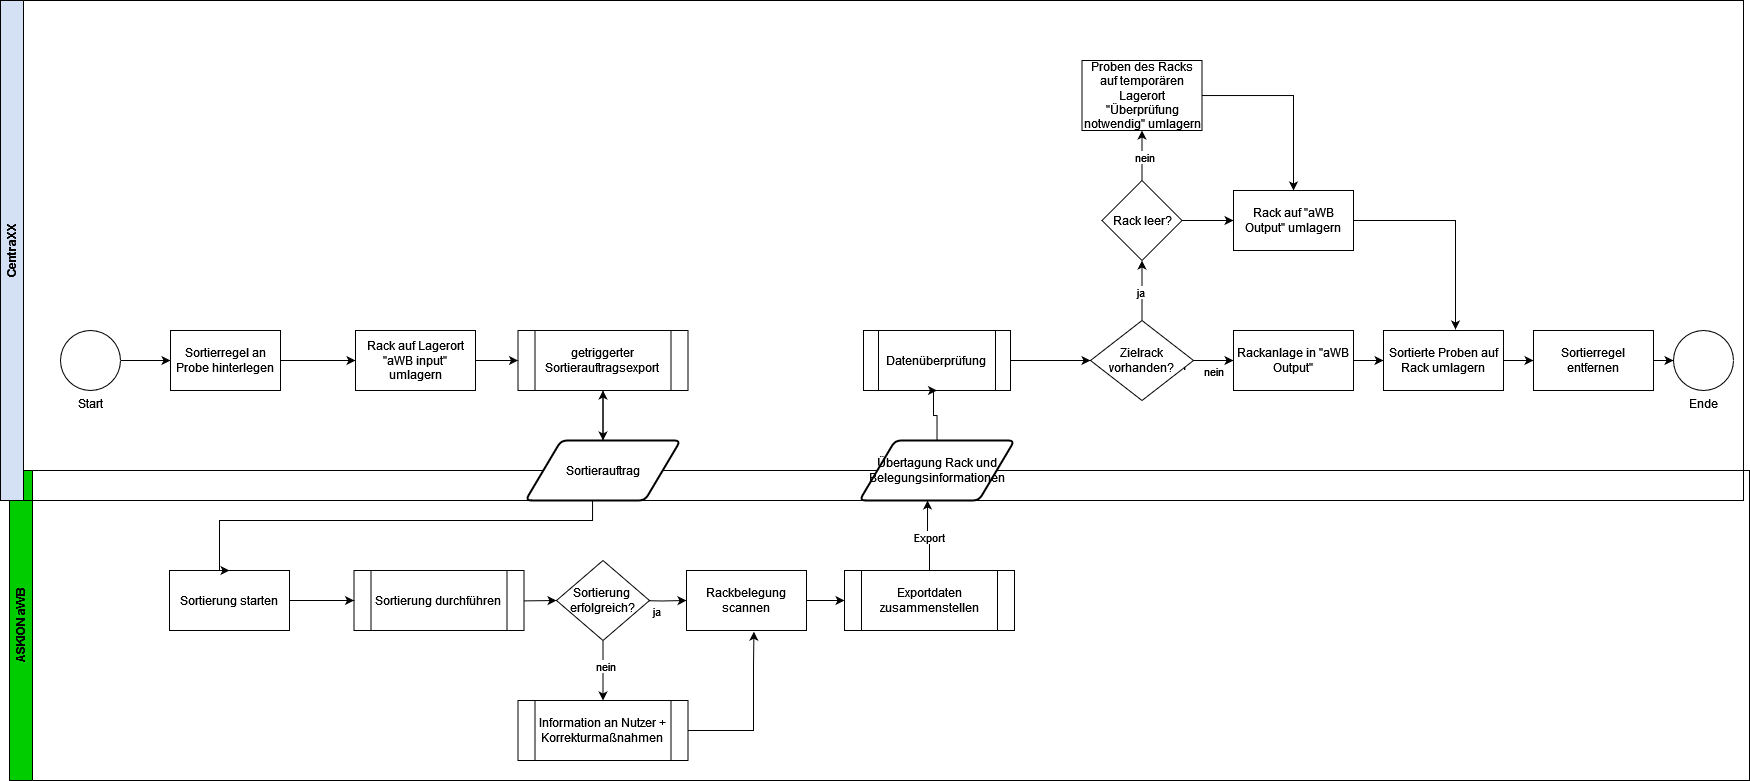 CentraXX
Proben des Racks
auf temporären
Lagerort
"Überprüfung
notwendig" umlagern
nein
Rack leer?
Rack auf "aWB
Output" umlagern
ja
Start
Sortierregel an
Probe hinterlegen
Rack auf Lagerort
"aWB input"
umlagern
getriggerter
Sortierauftragsexport
Datenüberprüfung
Zielrack
vorhanden?
nein
Rackanlage in "aWB
Output"
Sortierte Proben auf
Rack umlagern
Sortierregel
entfernen
Ende
Sortierauftrag
Übertagung Rack und
Belegungsinformationen
ASKION aWB
Export
Sortierung starten
Sortierung durchführen
Sortierung
erfolgreich?
ja
Rackbelegung
scannen
Exportdaten
zusammenstellen
nein
Information an Nutzer +
Korrekturmaßnahmen